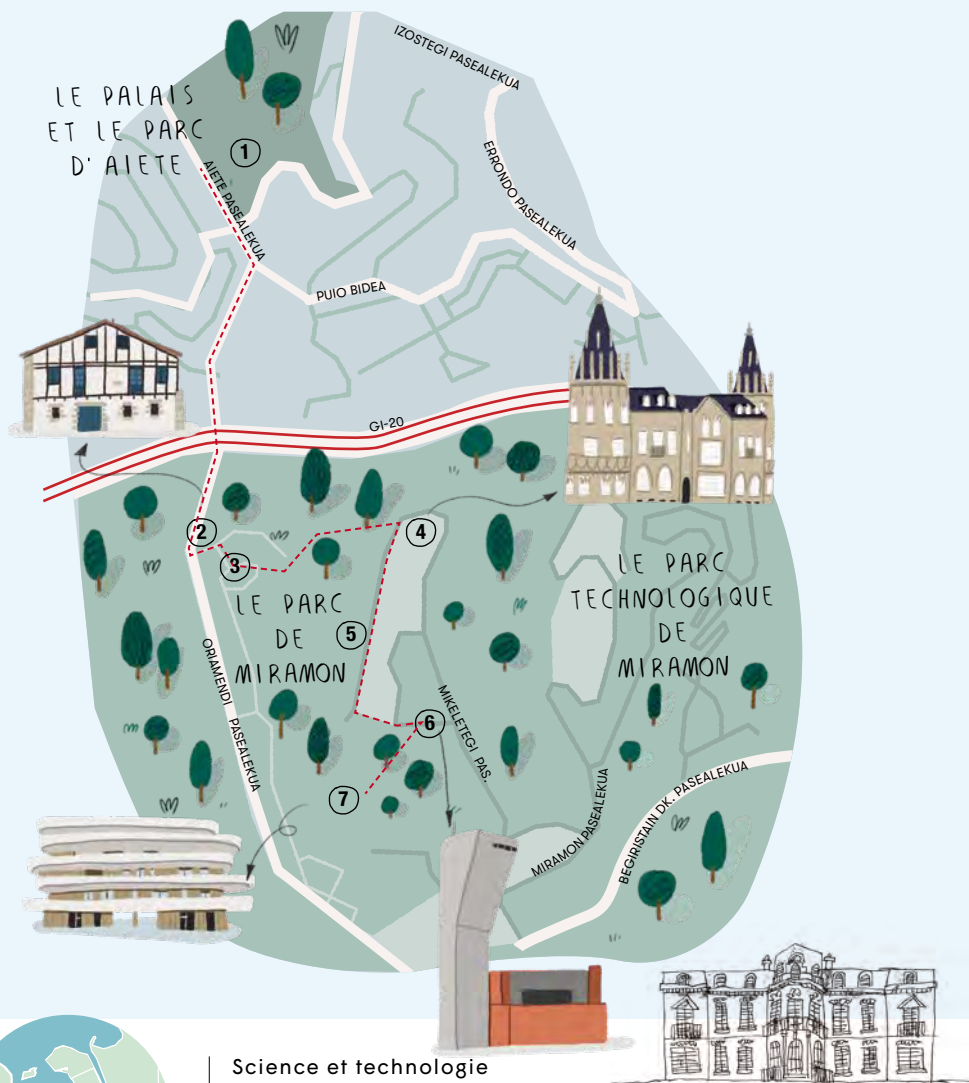 IZOSTEGI PASEALEKUA
LE PALAIS
ET LE PARC
D'AIETE
1
AIETE PASEALEKUA
ERRONDO PASEALEKUA
PUIO BIDEA
GI-20
2
3
4
LE PARC
DE
MIRAMON
5
LE PARC
TECHNOLOGIQUE
DE
MIRAMON
ORIAMENDI PASEALEKUA
MIKELETEGI PAS.
6
7
MIRAMON PASEALEKUA
BEGIRISTAIN DK. PASEALEKUA
Science et technologie